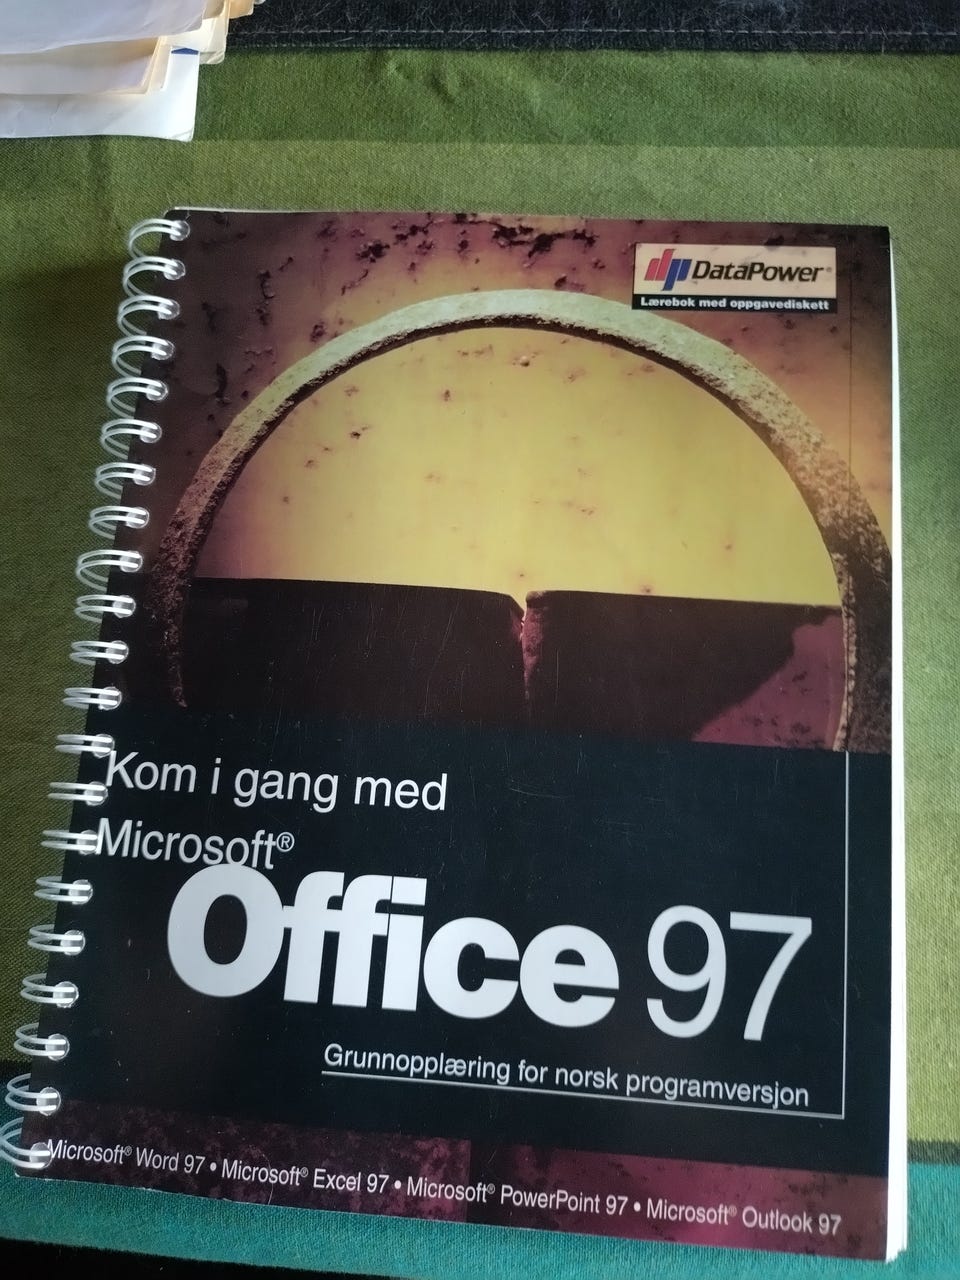 DataPower®
Lærebok med oppgavediskett
Kom i gang med
Microsoft®
Office 97
Grunnopplæring for norsk programversjon
Microsoft® Word 97 • Microsoft® Excel 97 • Microsoft® PowerPoint 97 • Microsoft® Outlook 97